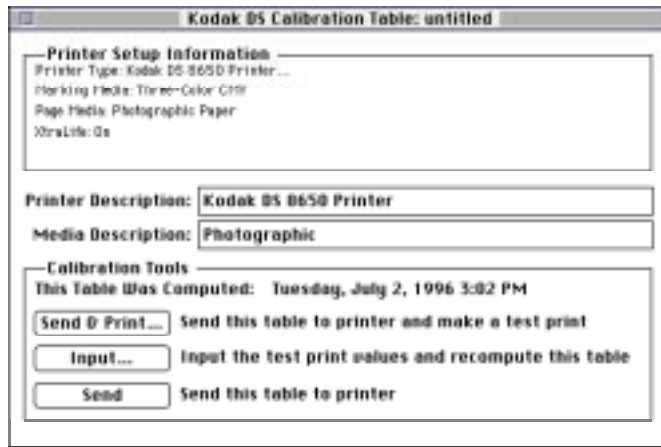 Kodak DS Calibration Table: untitled
Printer Setup Information
Printer Type: Kodak DS 8650 Printer...
Marking Media: Three-Color CMY
Page Media: Photographic Paper
XtraLife: On
Printer Description: Kodak DS 8650 Printer
Media Description: Photographic
Calibration Tools
This Table Was Computed: Tuesday, July 2, 1996 3:02 PM
Send & Print... Send this table to printer and make a test print
Input... Input the test print values and recompute this table
Send Send this table to printer